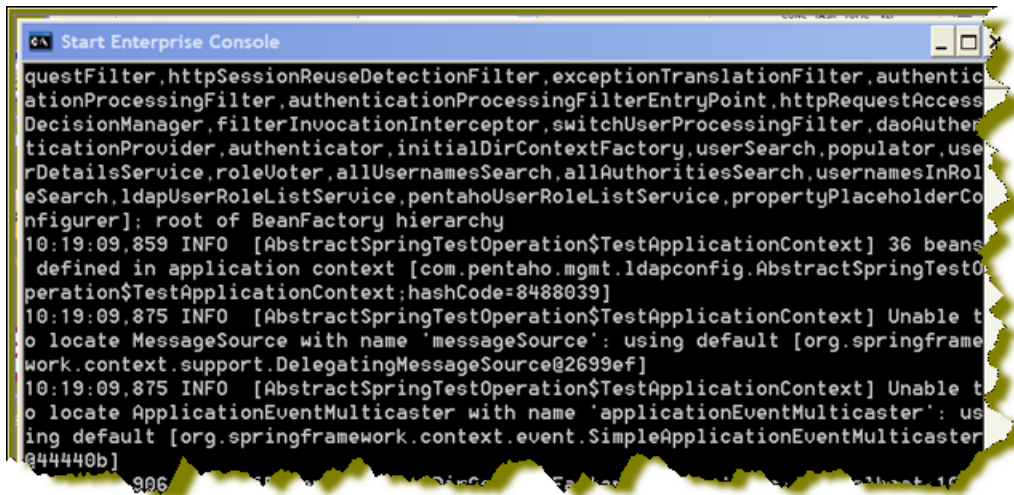 Start Enterprise Console
questFilter,httpSessionReuseDetectionFilter,exceptionTranslationFilter,authentic
ationProcessingFilter,authenticationProcessingFilterEntryPoint,httpRequestAccess
DecisionManager,filterInvocationInterceptor,switchUserProcessingFilter,daoAuthen
ticationProvider,authenticator,initialDirContextFactory,userSearch,populator,use
rDetailsService,roleVoter,allUsernamesSearch,allAuthoritiesSearch,usernamesInRol
eSearch,ldapUserRoleListService,pentahoUserRoleListService,propertyPlaceholderCo
nfigurer]; root of BeanFactory hierarchy
10:19:09,859 INFO  [AbstractSpringTestOperation$TestApplicationContext] 36 beans
 defined in application context [com.pentaho.mgmt.ldapconfig.AbstractSpringTestO
peration$TestApplicationContext;hashCode=8488039]
10:19:09,875 INFO  [AbstractSpringTestOperation$TestApplicationContext] Unable t
o locate MessageSource with name 'messageSource': using default [org.springframe
work.context.support.DelegatingMessageSource@2699ef]
10:19:09,875 INFO  [AbstractSpringTestOperation$TestApplicationContext] Unable t
o locate ApplicationEventMulticaster with name 'applicationEventMulticaster': us
ing default [org.springframework.context.event.SimpleApplicationEventMulticaster
@44440b]
906